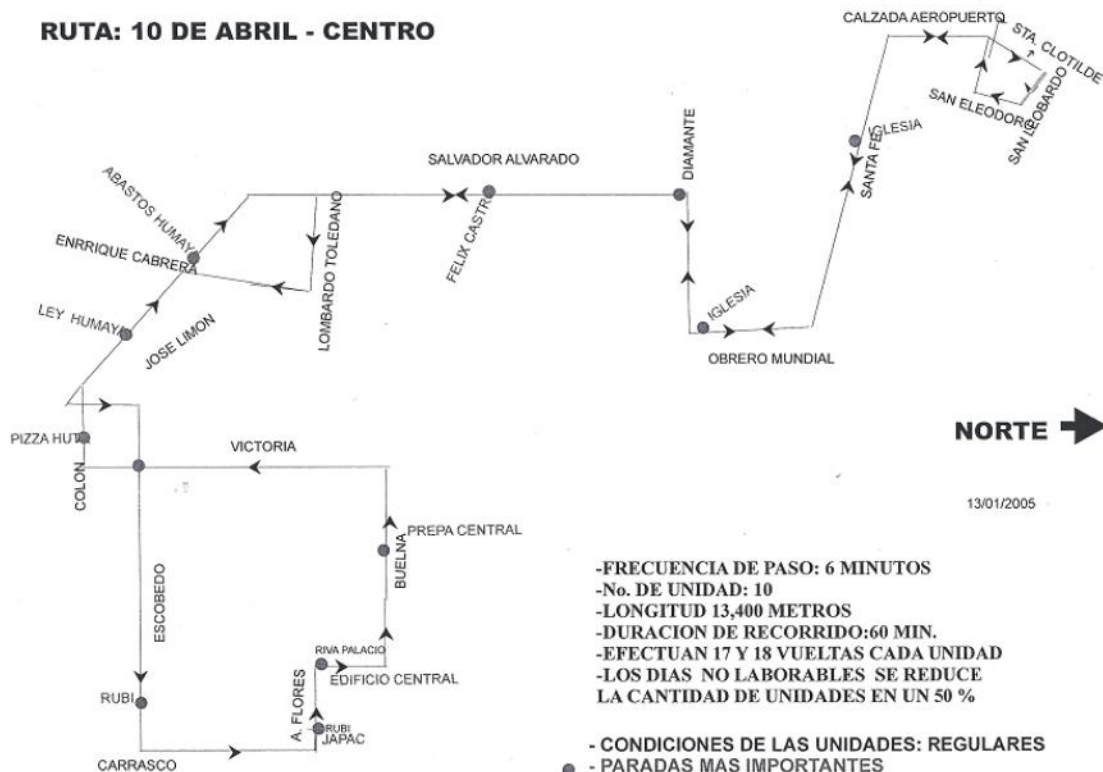 RUTA: 10 DE ABRIL - CENTRO
CALZADA AEROPUERTO
STA. CLOTILDE
SAN ELEODORO
SAN LEOBARDO
IGLESIA
SANTA FE
DIAMANTE
SALVADOR ALVARADO
FELIX CASTRO
ABASTOS HUMAYA
ENRRIQUE CABRERA
LOMBARDO TOLEDANO
LEY HUMAYA
JOSE LIMON
IGLESIA
OBRERO MUNDIAL
NORTE
13/01/2005
PIZZA HUT
COLON
VICTORIA
PREPA CENTRAL
BUELNA
ESCOBEDO
RIVA PALACIO
EDIFICIO CENTRAL
A. FLORES
RUBI
RUBI
JAPAC
CARRASCO
-FRECUENCIA DE PASO: 6 MINUTOS
-No. DE UNIDAD: 10
-LONGITUD 13,400 METROS
-DURACION DE RECORRIDO:60 MIN.
-EFECTUAN 17 Y 18 VUELTAS CADA UNIDAD
-LOS DIAS NO LABORABLES SE REDUCE
LA CANTIDAD DE UNIDADES EN UN 50 %
- CONDICIONES DE LAS UNIDADES: REGULARES
- PARADAS MAS IMPORTANTES